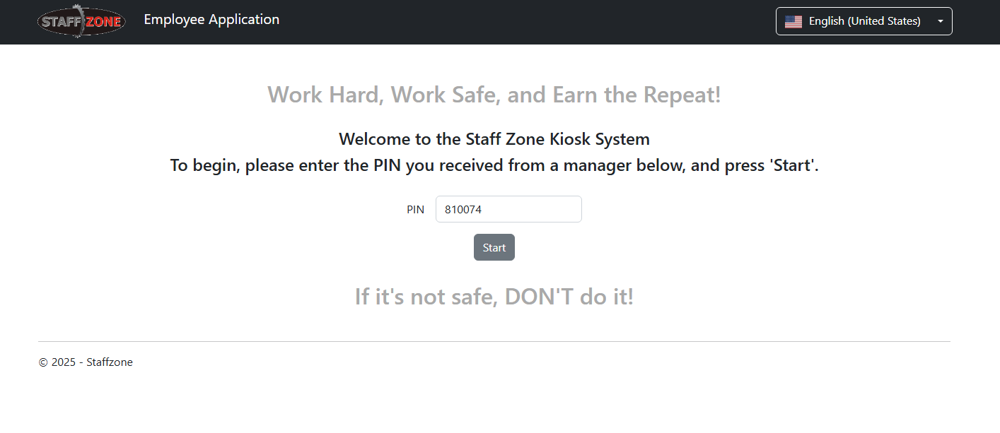 STAFF ZONE
Employee Application
English (United States)
Work Hard, Work Safe, and Earn the Repeat!
Welcome to the Staff Zone Kiosk System
To begin, please enter the PIN you received from a manager below, and press 'Start'.
PIN 810074
Start
If it's not safe, DON'T do it!
© 2025 - Staffzone